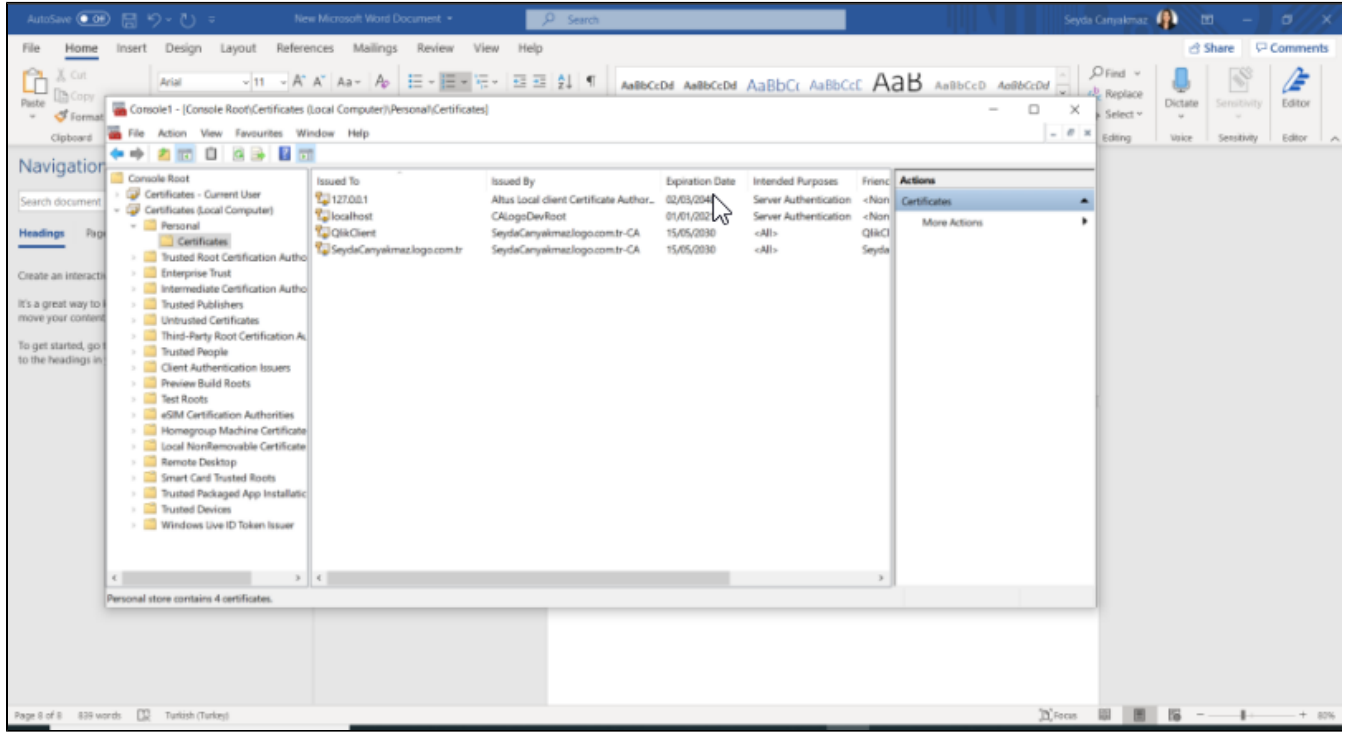 AutoSave Off New Microsoft Word Document Search Seyda Canyakmaz
File Home Insert Design Layout References Mailings Review View Help Share Comments
Cut Arial 11 Aa AaBbCcDd AaBbCcDd AaBbCc AaBbCcE AaB AaBbCcD AaBbCcDd Find
Paste Copy Replace Dictate Sensitivity Editor
Format Select
Clipboard Editing Voice Sensitivity Editor
Console1 - [Console Root\Certificates (Local Computer)\Personal\Certificates]
File Action View Favourites Window Help
Navigation
Search document
Headings Pag
Create an interacti
It's a great way to
move your content
To get started, go t
to the headings in
Console Root
Certificates - Current User
Certificates (Local Computer)
Personal
Certificates
Trusted Root Certification Autho
Enterprise Trust
Intermediate Certification Autho
Trusted Publishers
Untrusted Certificates
Third-Party Root Certification Au
Trusted People
Client Authentication Issuers
Preview Build Roots
Test Roots
eSIM Certification Authorities
Homegroup Machine Certificate
Local NonRemovable Certificate
Remote Desktop
Smart Card Trusted Roots
Trusted Packaged App Installatic
Trusted Devices
Windows Live ID Token Issuer
Issued To Issued By Expiration Date Intended Purposes Frienc
127.0.0.1 Altus Local client Certificate Author... Server Authentication <Non
localhost CALogoDevRoot Server Authentication <Non
QlikClient SeydaCanyakmaz.logo.com.tr-CA 15/05/2030 <All> QlikCl
SeydaCanyakmaz.logo.com.tr SeydaCanyakmaz.logo.com.tr-CA 15/05/2030 <All> Seyda
Actions
Certificates
More Actions
Personal store contains 4 certificates.
Page 8 of 8 839 words Turkish (Turkey) Focus 80%